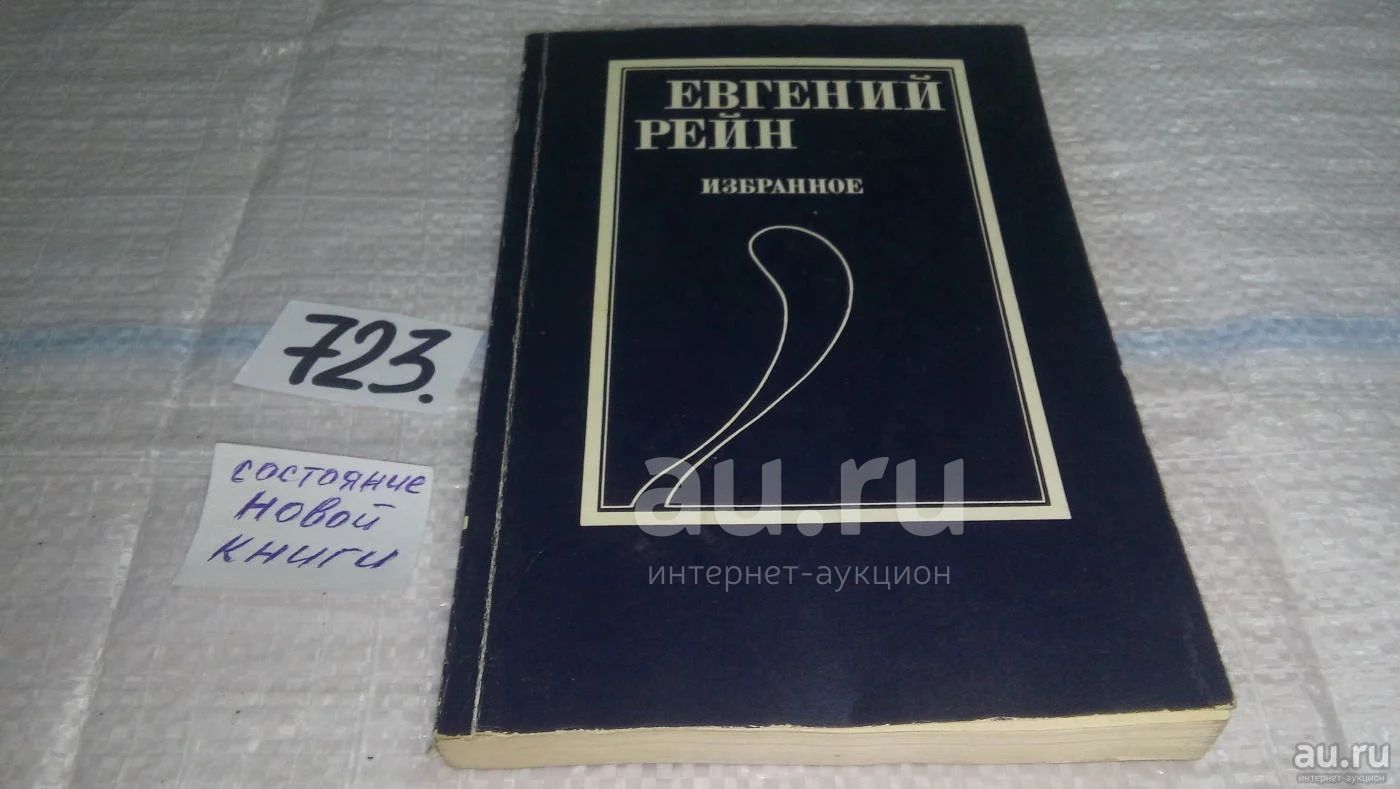 ЕВГЕНИЙ
РЕЙН
ИЗБРАННОЕ
723.
состояние
новой
книги
au.ru
интернет-аукцион
au.ru
интернет-аукцион